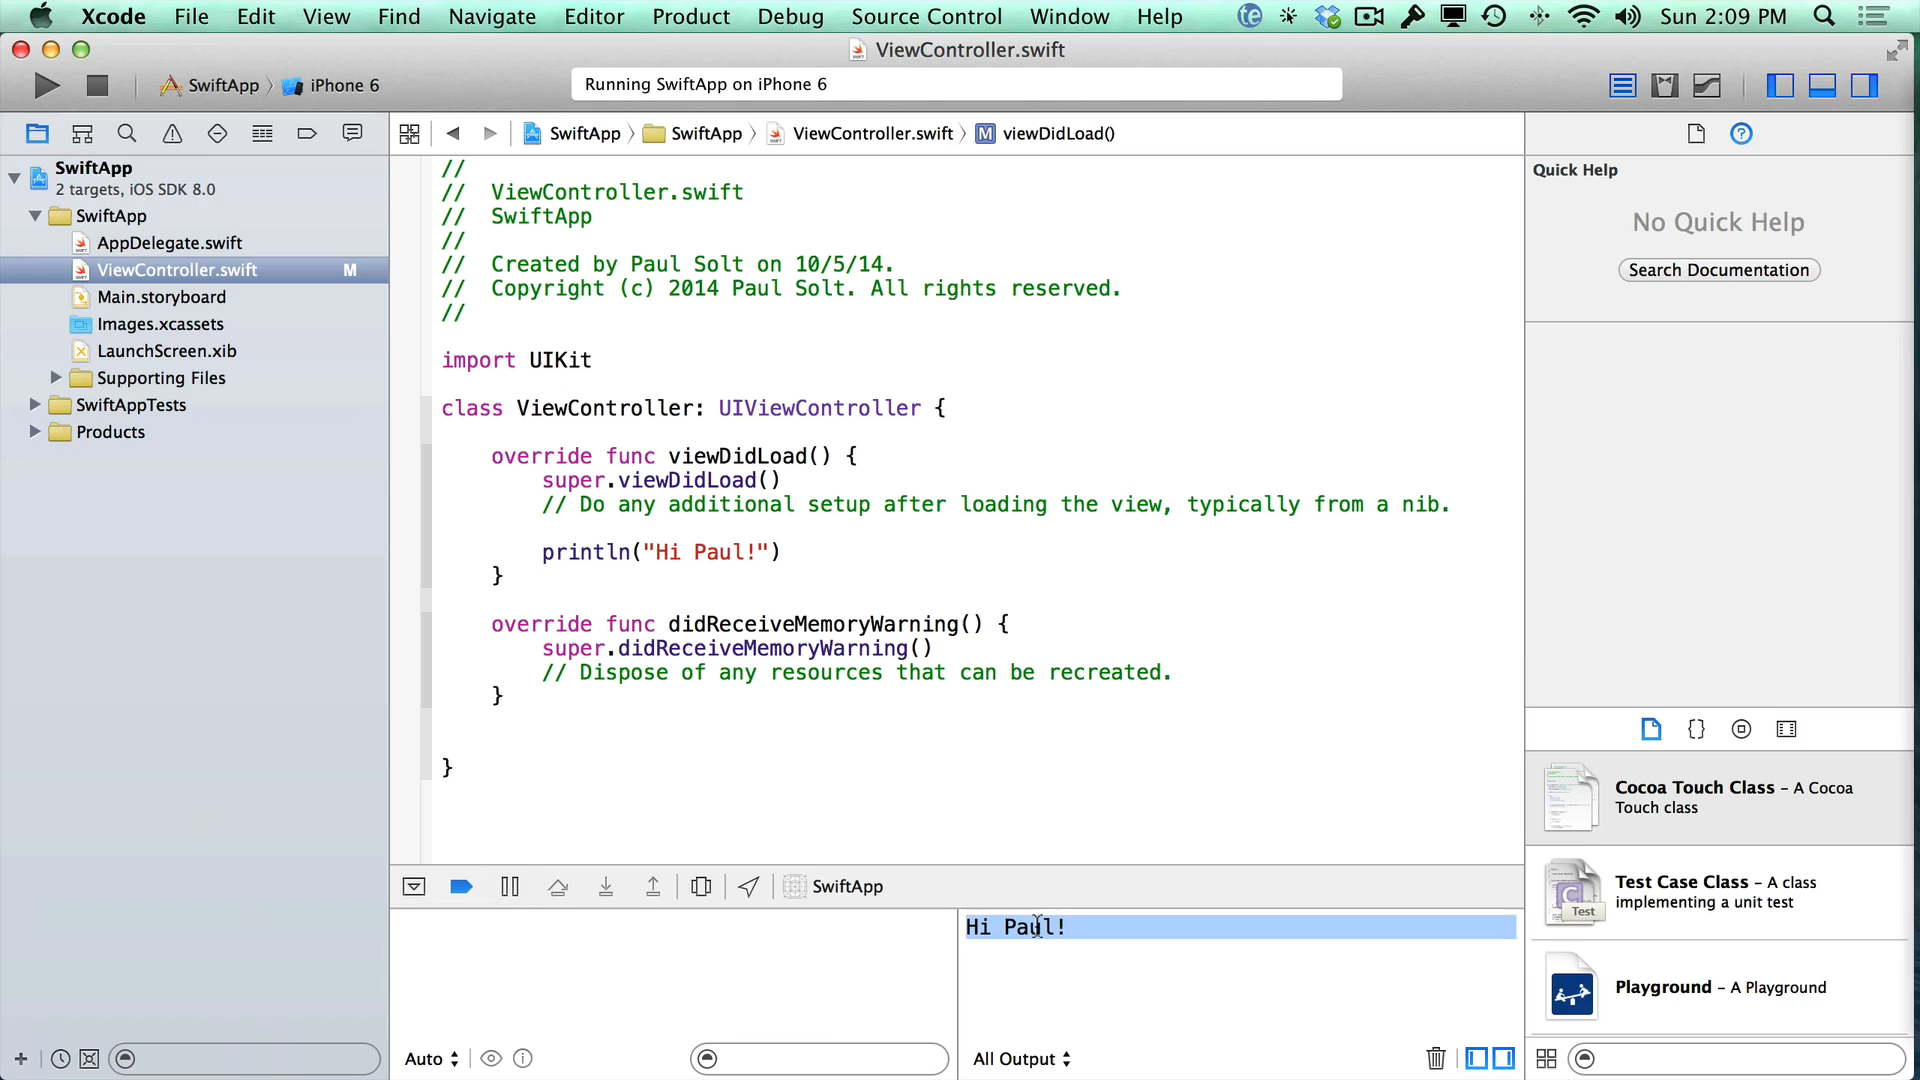 Xcode File Edit View Find Navigate Editor Product Debug Source Control Window Help te Sun 2:09 PM
ViewController.swift
SwiftApp iPhone 6
Running SwiftApp on iPhone 6
SwiftApp SwiftApp ViewController.swift M viewDidLoad()
SwiftApp
2 targets, iOS SDK 8.0
SwiftApp
AppDelegate.swift
ViewController.swift M
Main.storyboard
Images.xcassets
LaunchScreen.xib
Supporting Files
SwiftAppTests
Products
//
// ViewController.swift
// SwiftApp
//
// Created by Paul Solt on 10/5/14.
// Copyright (c) 2014 Paul Solt. All rights reserved.
//
import UIKit
class ViewController: UIViewController {
override func viewDidLoad() {
super.viewDidLoad()
// Do any additional setup after loading the view, typically from a nib.
println("Hi Paul!")
}
override func didReceiveMemoryWarning() {
super.didReceiveMemoryWarning()
// Dispose of any resources that can be recreated.
}
}
Quick Help
No Quick Help
Search Documentation
{}
Cocoa Touch Class – A Cocoa
Touch class
C
Test
Test Case Class – A class
implementing a unit test
Playground – A Playground
SwiftApp
Hi Paul!
Auto
All Output